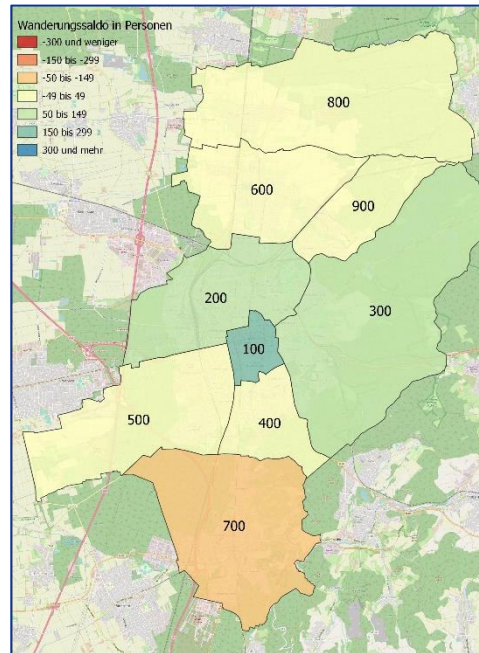 Wanderungssaldo in Personen
-300 und weniger
-150 bis -299
-50 bis -149
-49 bis 49
50 bis 149
150 bis 299
300 und mehr
800
600
900
200
300
100
500
400
700